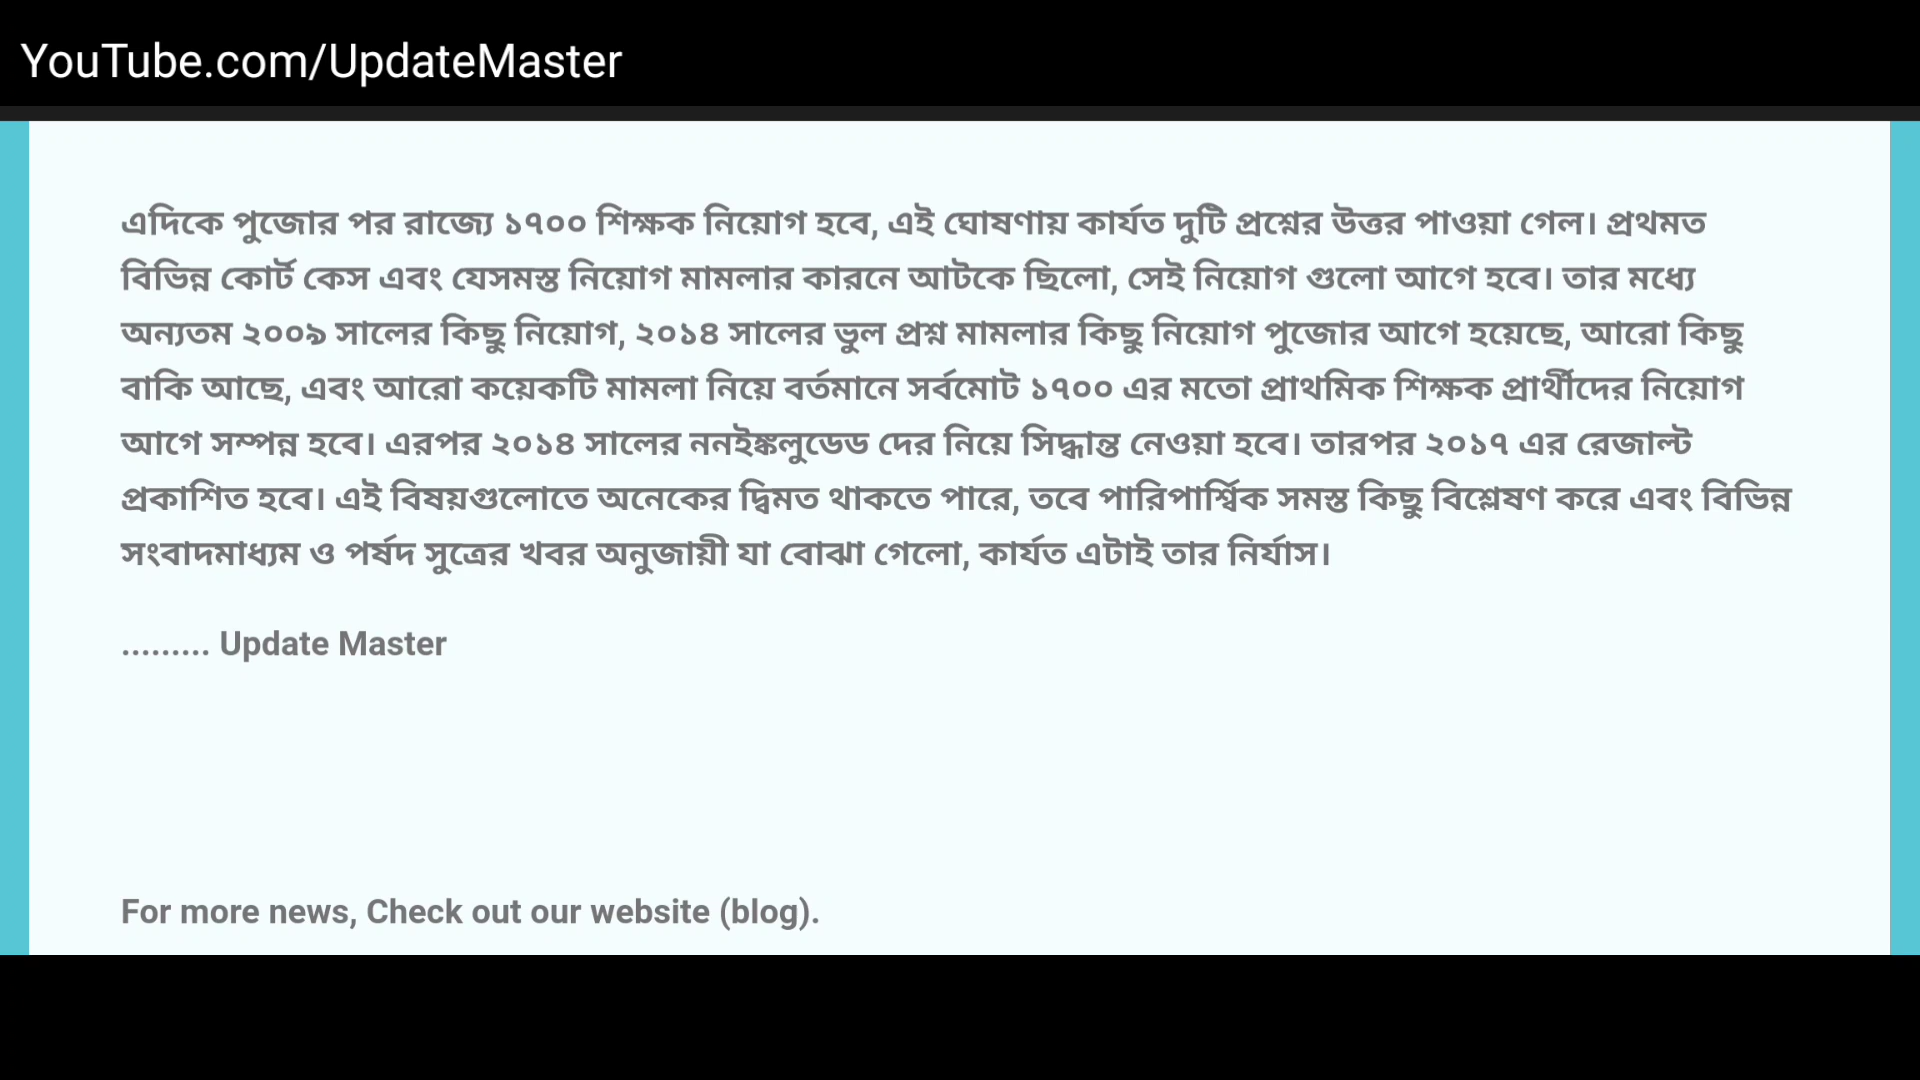 YouTube.com/UpdateMaster
এদিকে পুজোর পর রাজ্যে ১৭০০ শিক্ষক নিয়োগ হবে, এই ঘোষণায় কার্যত দুটি প্রশ্নের উত্তর পাওয়া গেল। প্রথমত
বিভিন্ন কোর্ট কেস এবং যেসমস্ত নিয়োগ মামলার কারনে আটকে ছিলো, সেই নিয়োগ গুলো আগে হবে। তার মধ্যে
অন্যতম ২০০৯ সালের কিছু নিয়োগ, ২০১৪ সালের ভুল প্রশ্ন মামলার কিছু নিয়োগ পুজোর আগে হয়েছে, আরো কিছু
বাকি আছে, এবং আরো কয়েকটি মামলা নিয়ে বর্তমানে সর্বমোট ১৭০০ এর মতো প্রাথমিক শিক্ষক প্রার্থীদের নিয়োগ
আগে সম্পন্ন হবে। এরপর ২০১৪ সালের ননইঙ্কলুডেড দের নিয়ে সিদ্ধান্ত নেওয়া হবে। তারপর ২০১৭ এর রেজাল্ট
প্রকাশিত হবে। এই বিষয়গুলোতে অনেকের দ্বিমত থাকতে পারে, তবে পারিপার্শ্বিক সমস্ত কিছু বিশ্লেষণ করে এবং বিভিন্ন
সংবাদমাধ্যম ও পর্ষদ সুত্রের খবর অনুজায়ী যা বোঝা গেলো, কার্যত এটাই তার নির্যাস।
......... Update Master
For more news, Check out our website (blog).